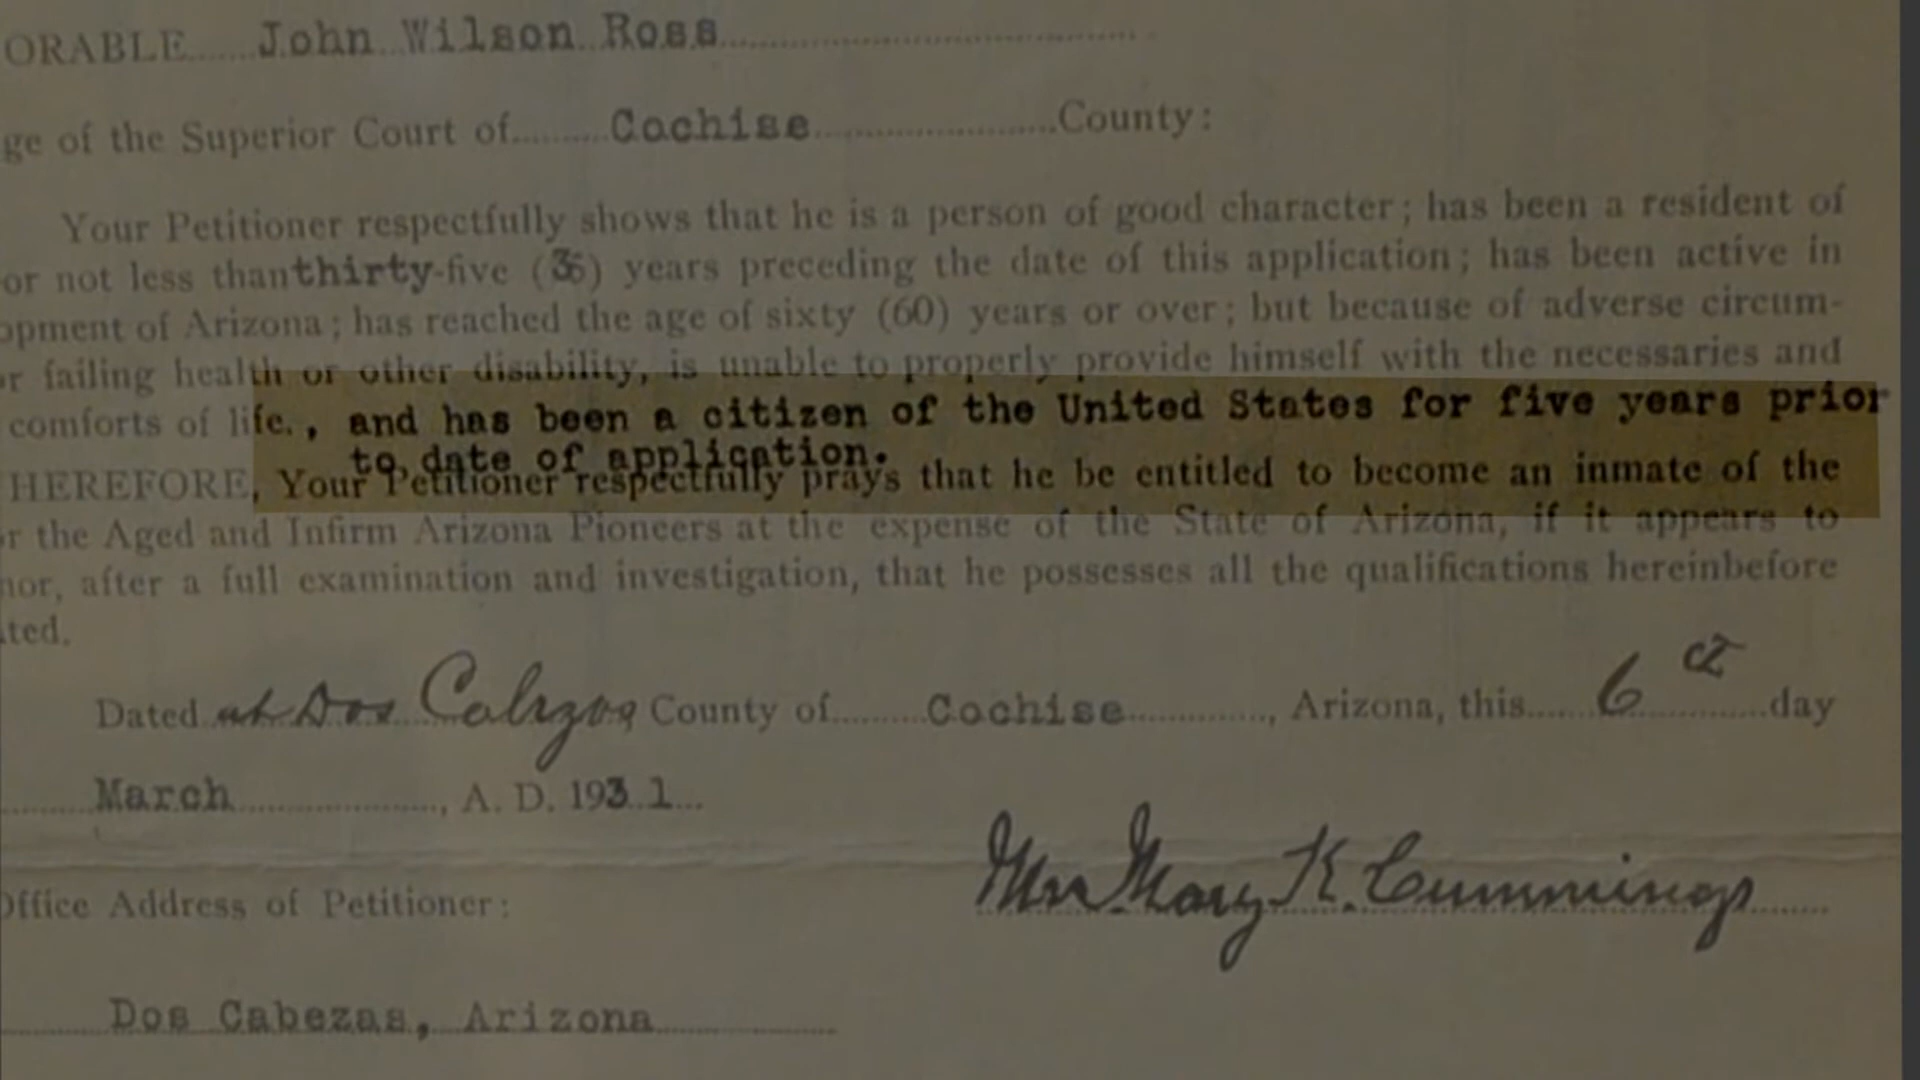 ORABLE John Wilson Ross
ge of the Superior Court of Cochise County:
Your Petitioner respectfully shows that he is a person of good character; has been a resident of
or not less than thirty-five (35) years preceding the date of this application; has been active in
opment of Arizona; has reached the age of sixty (60) years or over; but because of adverse circum-
or failing health or other disability, is unable to properly provide himself with the necessaries and
comforts of life., and has been a citizen of the United States for five years prior
to date of application.
HEREFORE, Your Petitioner respectfully prays that he be entitled to become an inmate of the
or the Aged and Infirm Arizona Pioneers at the expense of the State of Arizona, if it appears to
nor, after a full examination and investigation, that he possesses all the qualifications hereinbefore
ated.
Dated at Dos Cabezas County of Cochise, Arizona, this 6 day
March, A. D. 1931
Office Address of Petitioner:
Mrs Mary K. Cummings
Dos Cabezas, Arizona